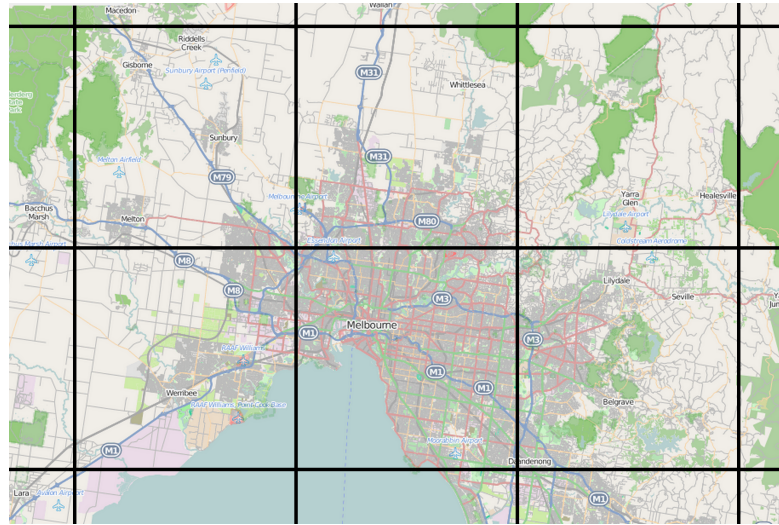 Macedon
Wallan
Riddells
Creek
Gisborne
Sunbury Airport (Penfield)
M31
Whittlesea
State
Park
Sunbury
M31
Melton Airfield
M79
Yarra
Glen
Healesville
Bacchus
Marsh
Melton
M80
Lilydale Airport
Essendon Airport
Coldstream Aerodrome
M8
Lilydale
M8
M3
Seville
M1
Melbourne
M3
RAAF Williams
M1
M1
Werribee
Belgrave
RAAF Williams, Point Cook Base
Moorabbin Airport
M1
Dandenong
Lara
Avalon Airport
M1